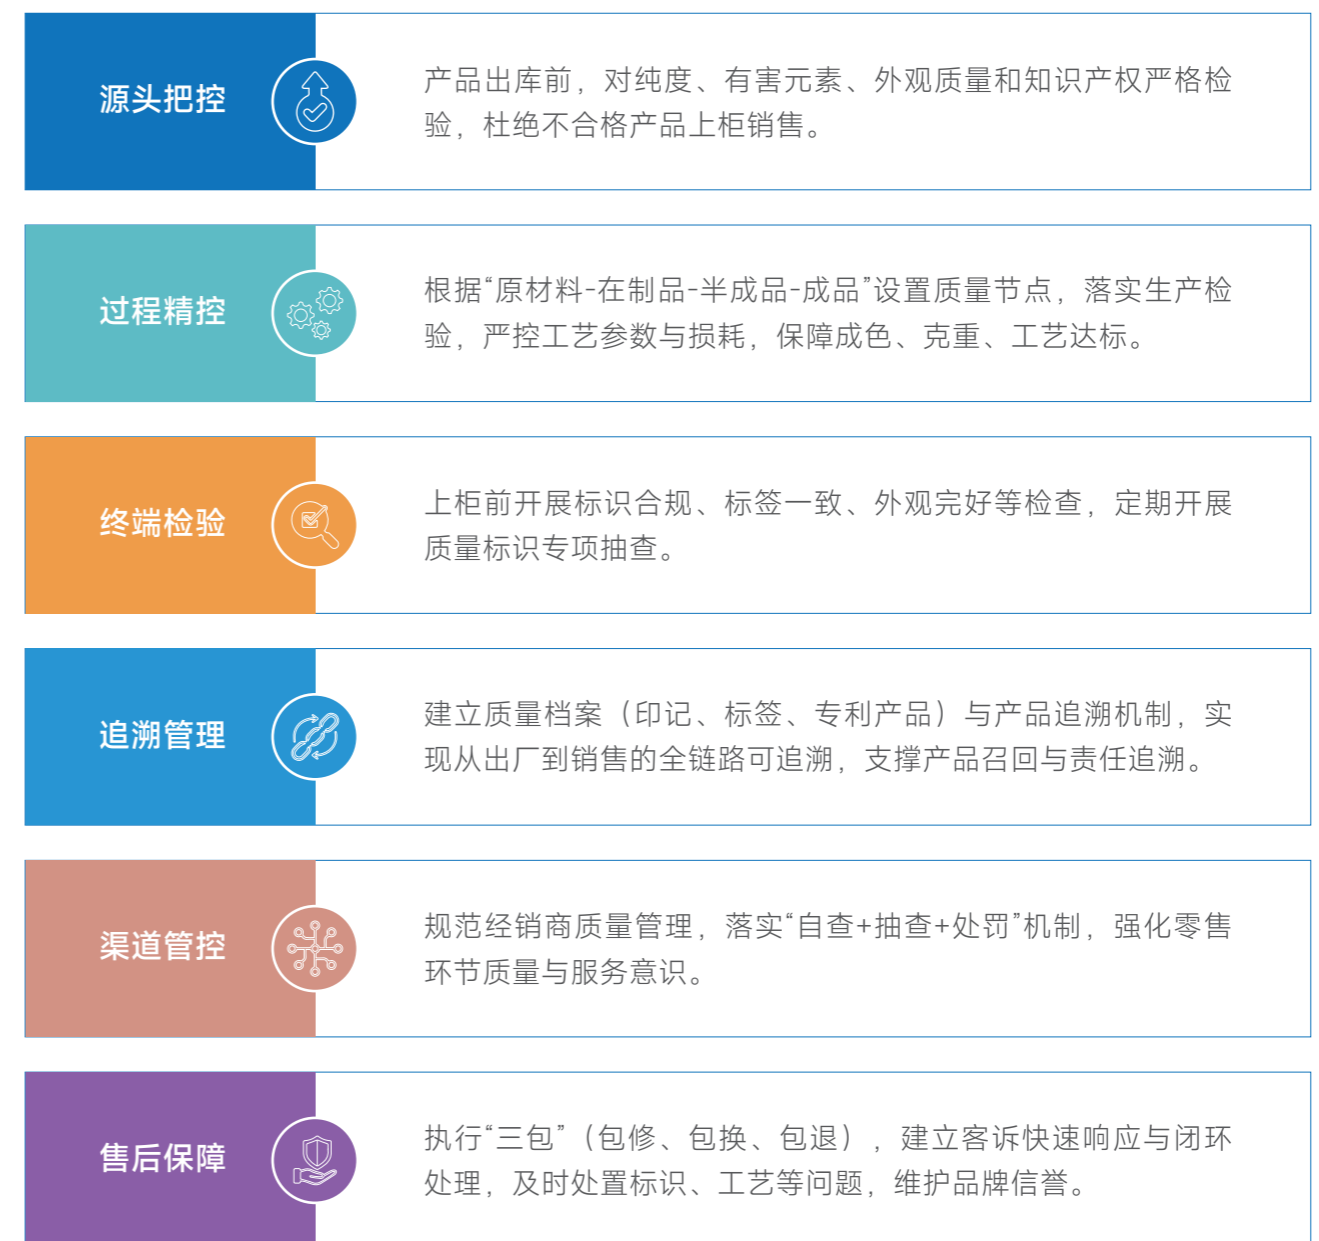 源头把控
产品出库前，对纯度、有害元素、外观质量和知识产权严格检
验，杜绝不合格产品上柜销售。
过程精控
根据“原材料-在制品-半成品-成品”设置质量节点，落实生产检
验，严控工艺参数与损耗，保障成色、克重、工艺达标。
终端检验
上柜前开展标识合规、标签一致、外观完好等检查，定期开展
质量标识专项抽查。
追溯管理
建立质量档案（印记、标签、专利产品）与产品追溯机制，实
现从出厂到销售的全链路可追溯，支撑产品召回与责任追溯。
渠道管控
规范经销商质量管理，落实“自查+抽查+处罚”机制，强化零售
环节质量与服务意识。
售后保障
执行“三包”（包修、包换、包退），建立客诉快速响应与闭环
处理，及时处置标识、工艺等问题，维护品牌信誉。